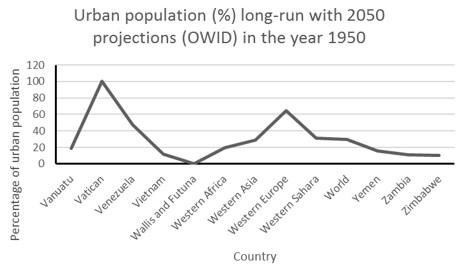 Urban population (%) long-run with 2050
projections (OWID) in the year 1950
Percentage of urban population
120
100
80
60
40
20
0
Vanuatu
Vatican
Venezuela
Vietnam
Wallis and Futuna
Western Africa
Western Asia
Western Europe
Western Sahara
World
Yemen
Zambia
Zimbabwe
Country